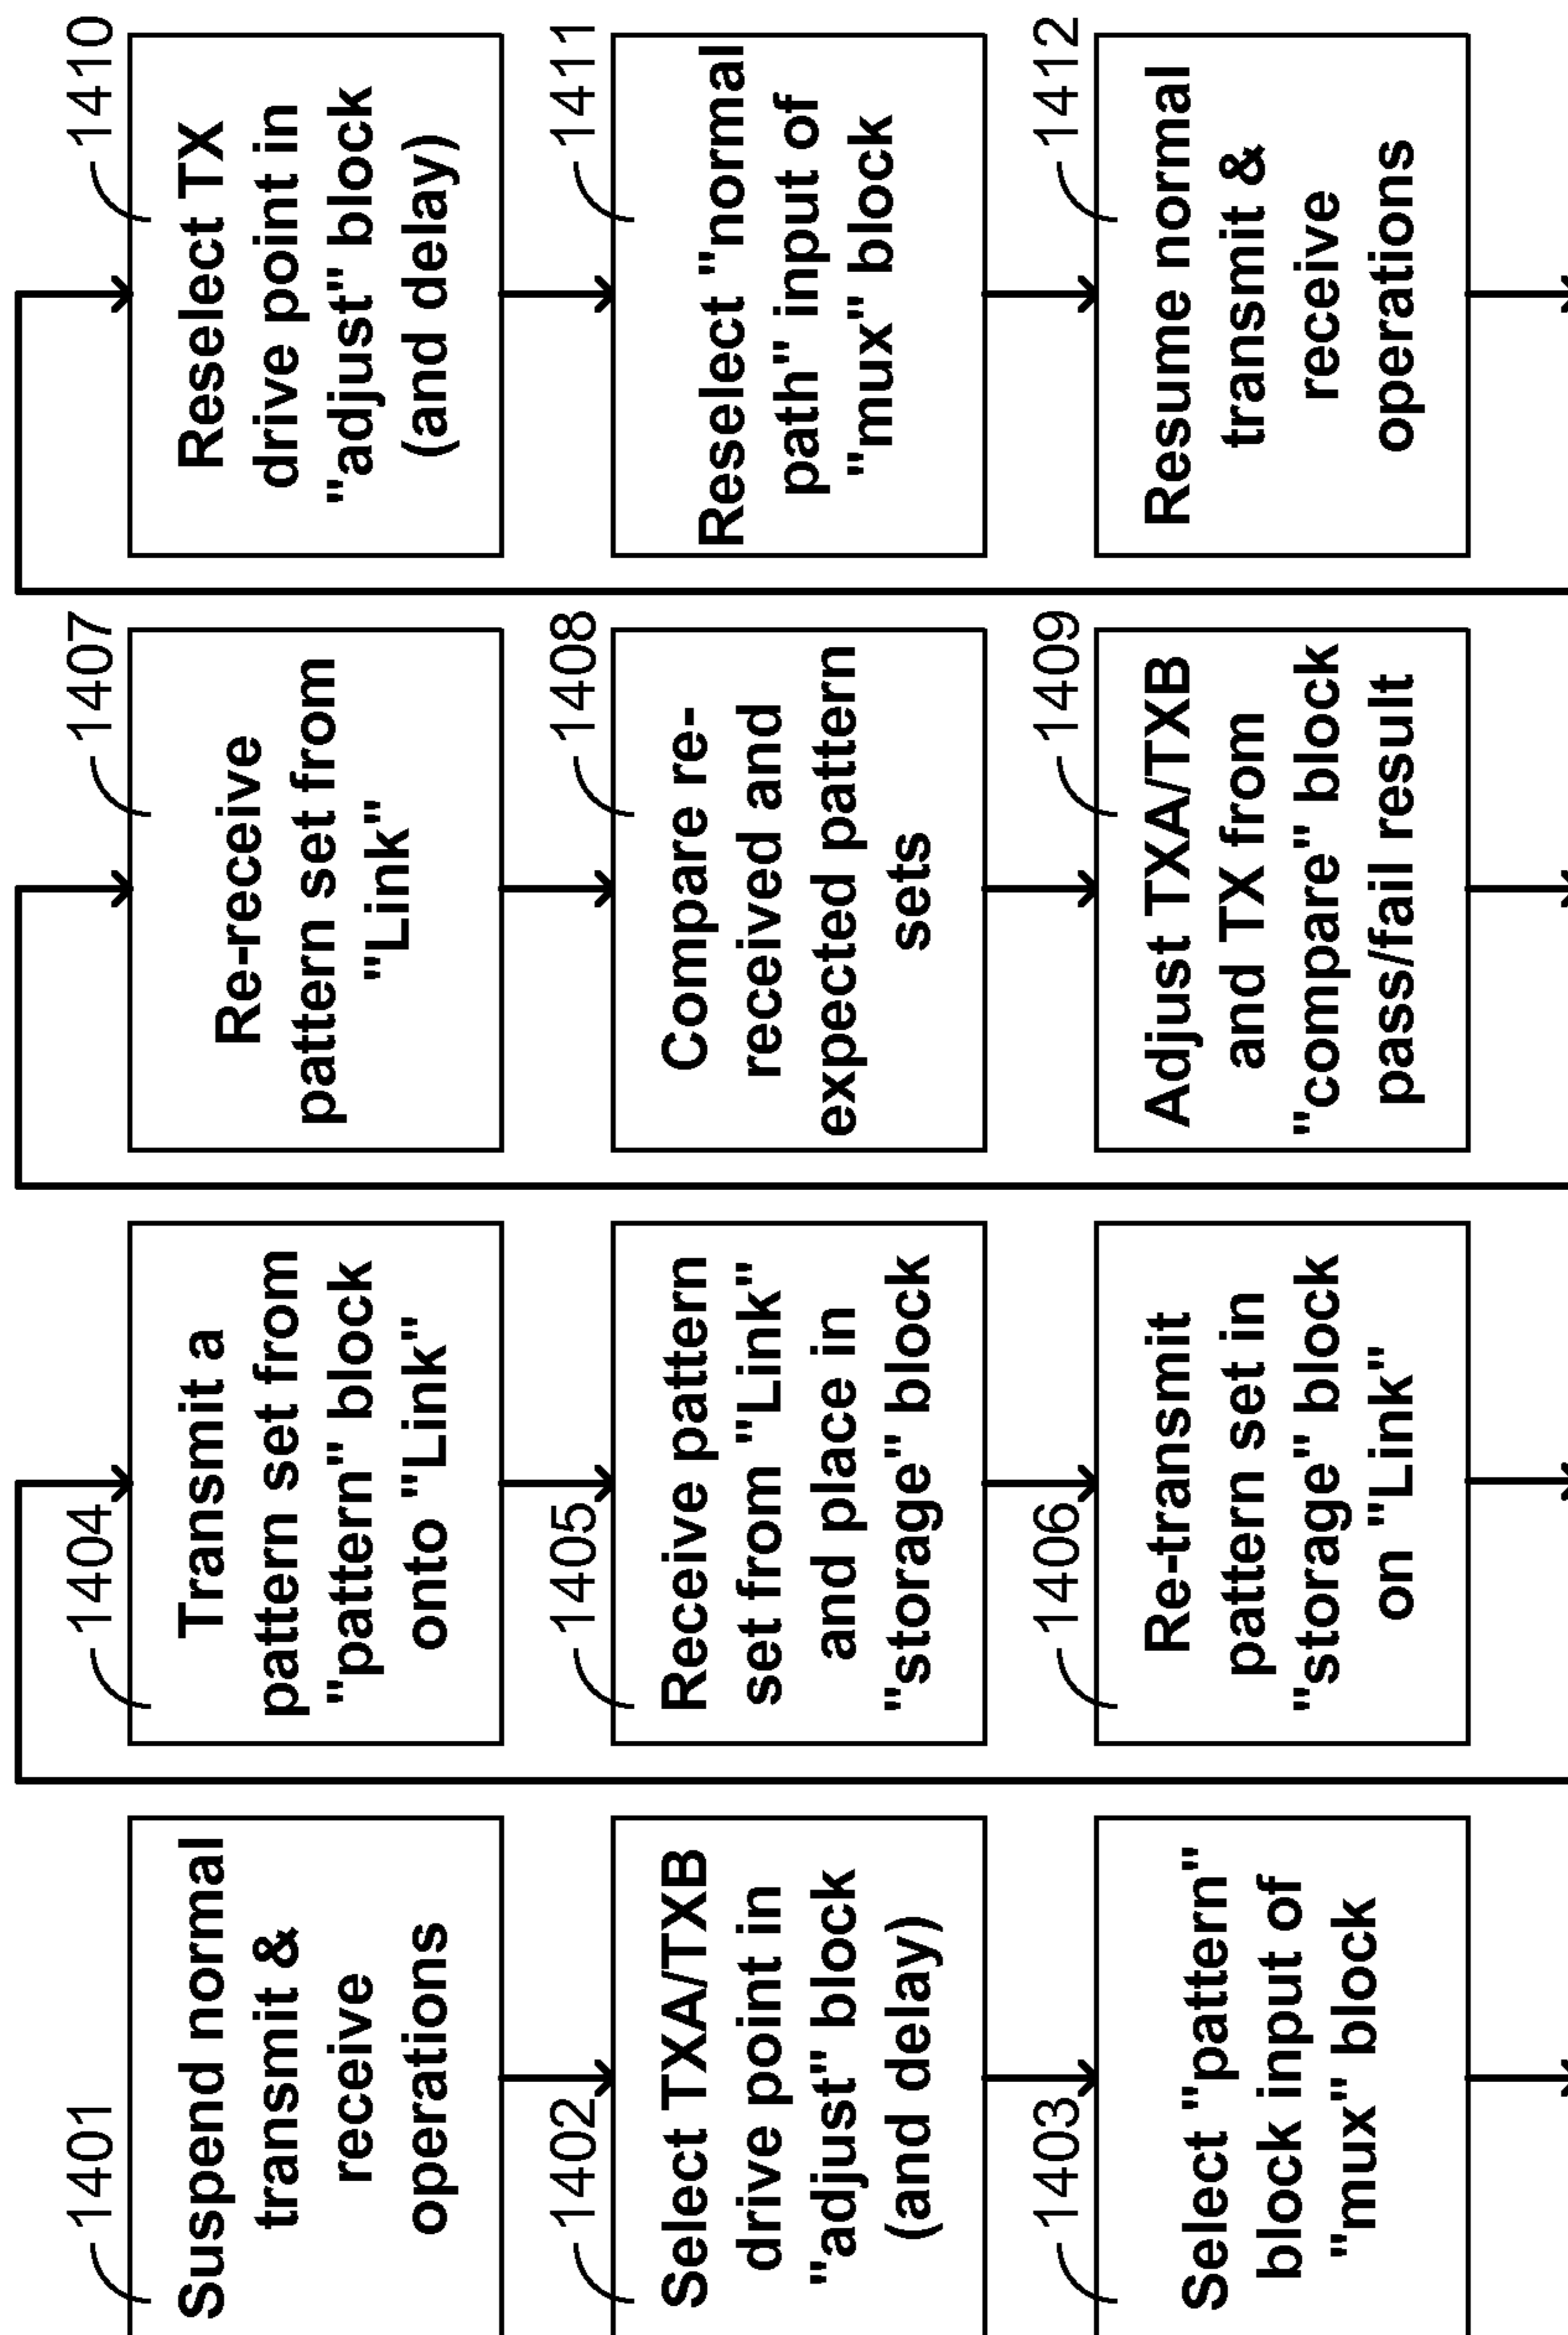 1401
Suspend normal
transmit &
receive
operations
1402
Select TXA/TXB
drive point in
"adjust" block
(and delay)
1403
Select "pattern"
block input of
"mux" block
1404
Transmit a
pattern set from
"pattern" block
onto "Link"
1405
Receive pattern
set from "Link"
and place in
"storage" block
1406
Re-transmit
pattern set in
"storage" block
on "Link"
1407
Re-receive
pattern set from
"Link"
1408
Compare re-
received and
expected pattern
sets
1409
Adjust TXA/TXB
and TX from
"compare" block
pass/fail result
1410
Reselect TX
drive point in
"adjust" block
(and delay)
1411
Reselect "normal
path" input of
"mux" block
1412
Resume normal
transmit &
receive
operations